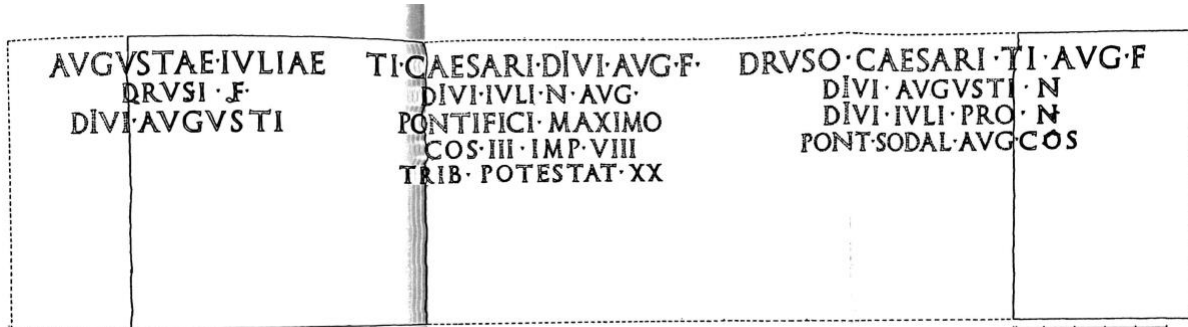 AVGVSTAE·IVLIAE
DRVSI·F·
DIVI·AVGVSTI
TI·CAESARI·DIVI·AVG·F·
DIVI·IVLI·N·AVG·
PONTIFICI·MAXIMO
COS·III·IMP·VIII
TRIB·POTESTAT·XX
DRVSO·CAESARI·TI·AVG·F
DIVI·AVGVSTI·N
DIVI·IVLI·PRO·N
PONT·SODAL·AVG·COS